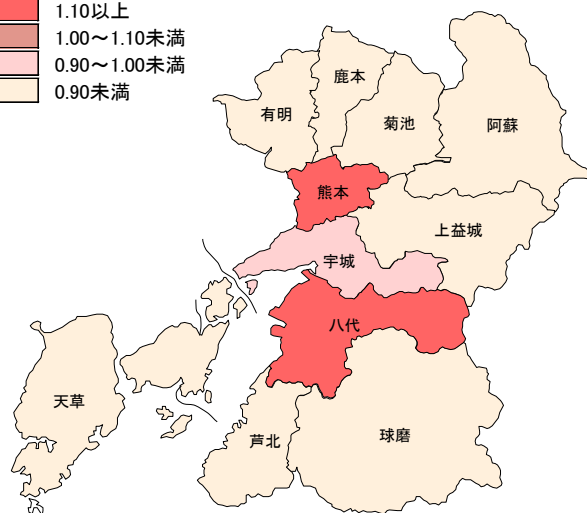 1.10以上
1.00～1.10未満
0.90～1.00未満
0.90未満
鹿本
有明
菊池
阿蘇
熊本
上益城
宇城
八代
天草
芦北
球磨